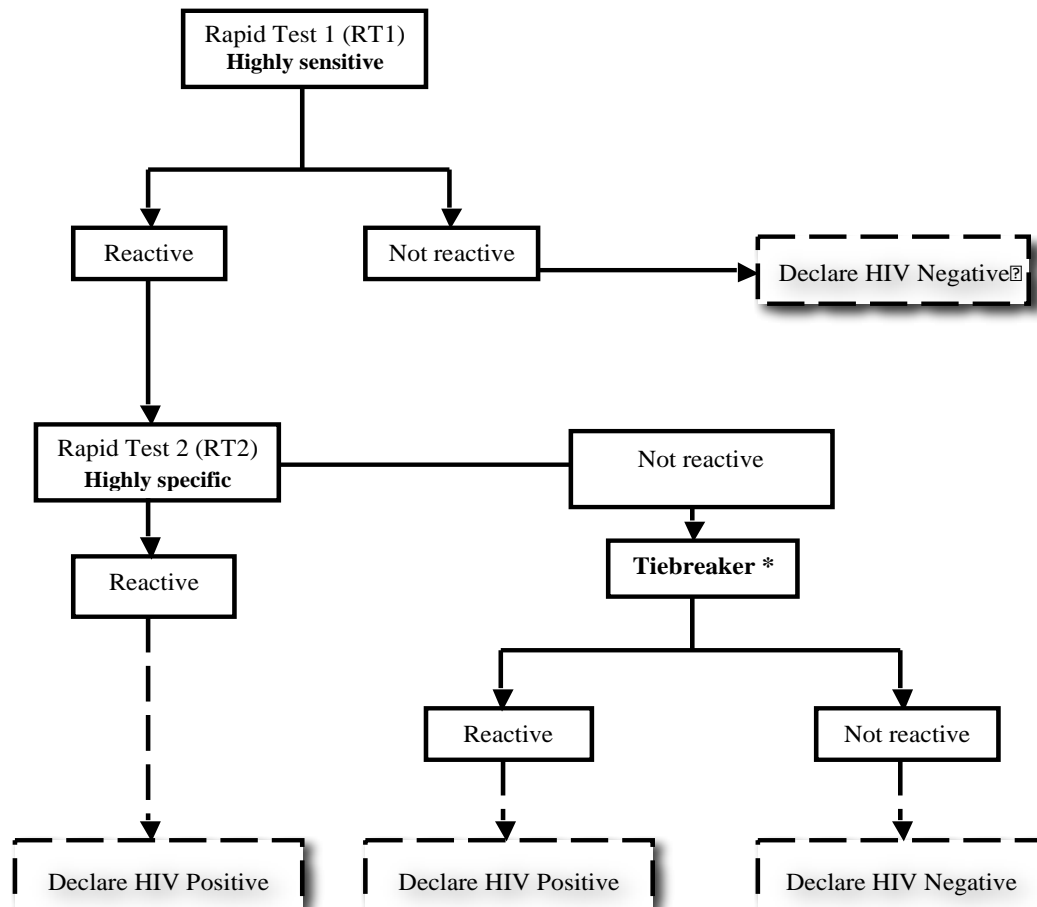 Rapid Test 1 (RT1)
Highly sensitive
Reactive
Not reactive
Declare HIV Negative
Rapid Test 2 (RT2)
Highly specific
Not reactive
Reactive
Tiebreaker *
Reactive
Not reactive
Declare HIV Positive
Declare HIV Positive
Declare HIV Negative